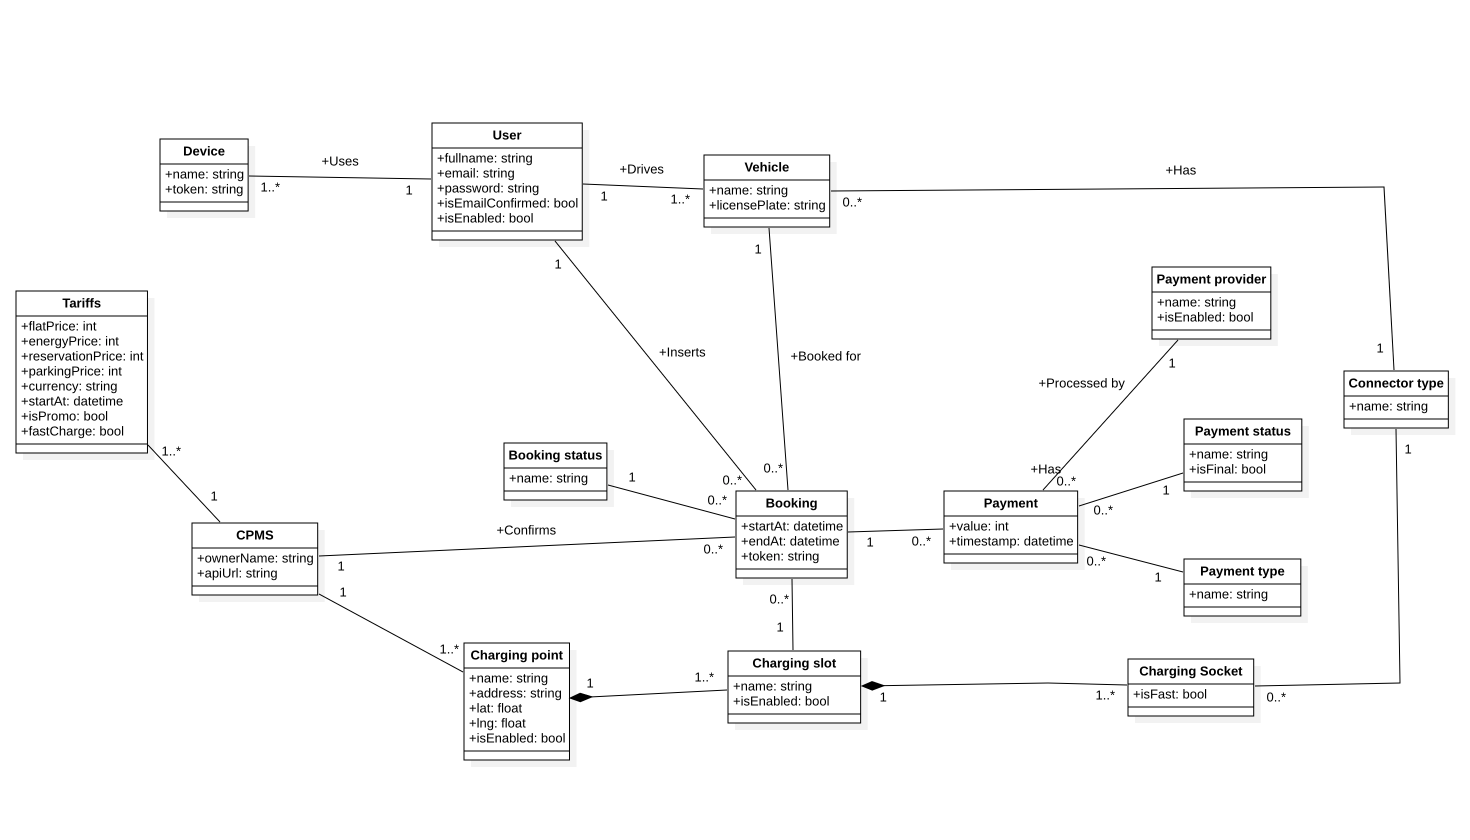 User
+fullname: string
+email: string
+password: string
+isEmailConfirmed: bool
+isEnabled: bool
Device
+name: string
+token: string
+Uses
1..*
1
+Drives
1
1..*
Vehicle
+name: string
+licensePlate: string
+Has
0..*
1
1
1
Tariffs
+flatPrice: int
+energyPrice: int
+reservationPrice: int
+parkingPrice: int
+currency: string
+startAt: datetime
+isPromo: bool
+fastCharge: bool
1..*
1
+Inserts
+Booked for
Payment provider
+name: string
+isEnabled: bool
1
+Processed by
Connector type
+name: string
1
Booking status
+name: string
1
0..*
0..*
0..*
+Has
0..*
Payment status
+name: string
+isFinal: bool
1
0..*
CPMS
+ownerName: string
+apiUrl: string
+Confirms
1
0..*
1
Booking
+startAt: datetime
+endAt: datetime
+token: string
1
0..*
Payment
+value: int
+timestamp: datetime
0..*
1
Payment type
+name: string
0..*
1
1..*
Charging point
+name: string
+address: string
+lat: float
+lng: float
+isEnabled: bool
1
1..*
Charging slot
+name: string
+isEnabled: bool
1
1..*
Charging Socket
+isFast: bool
0..*